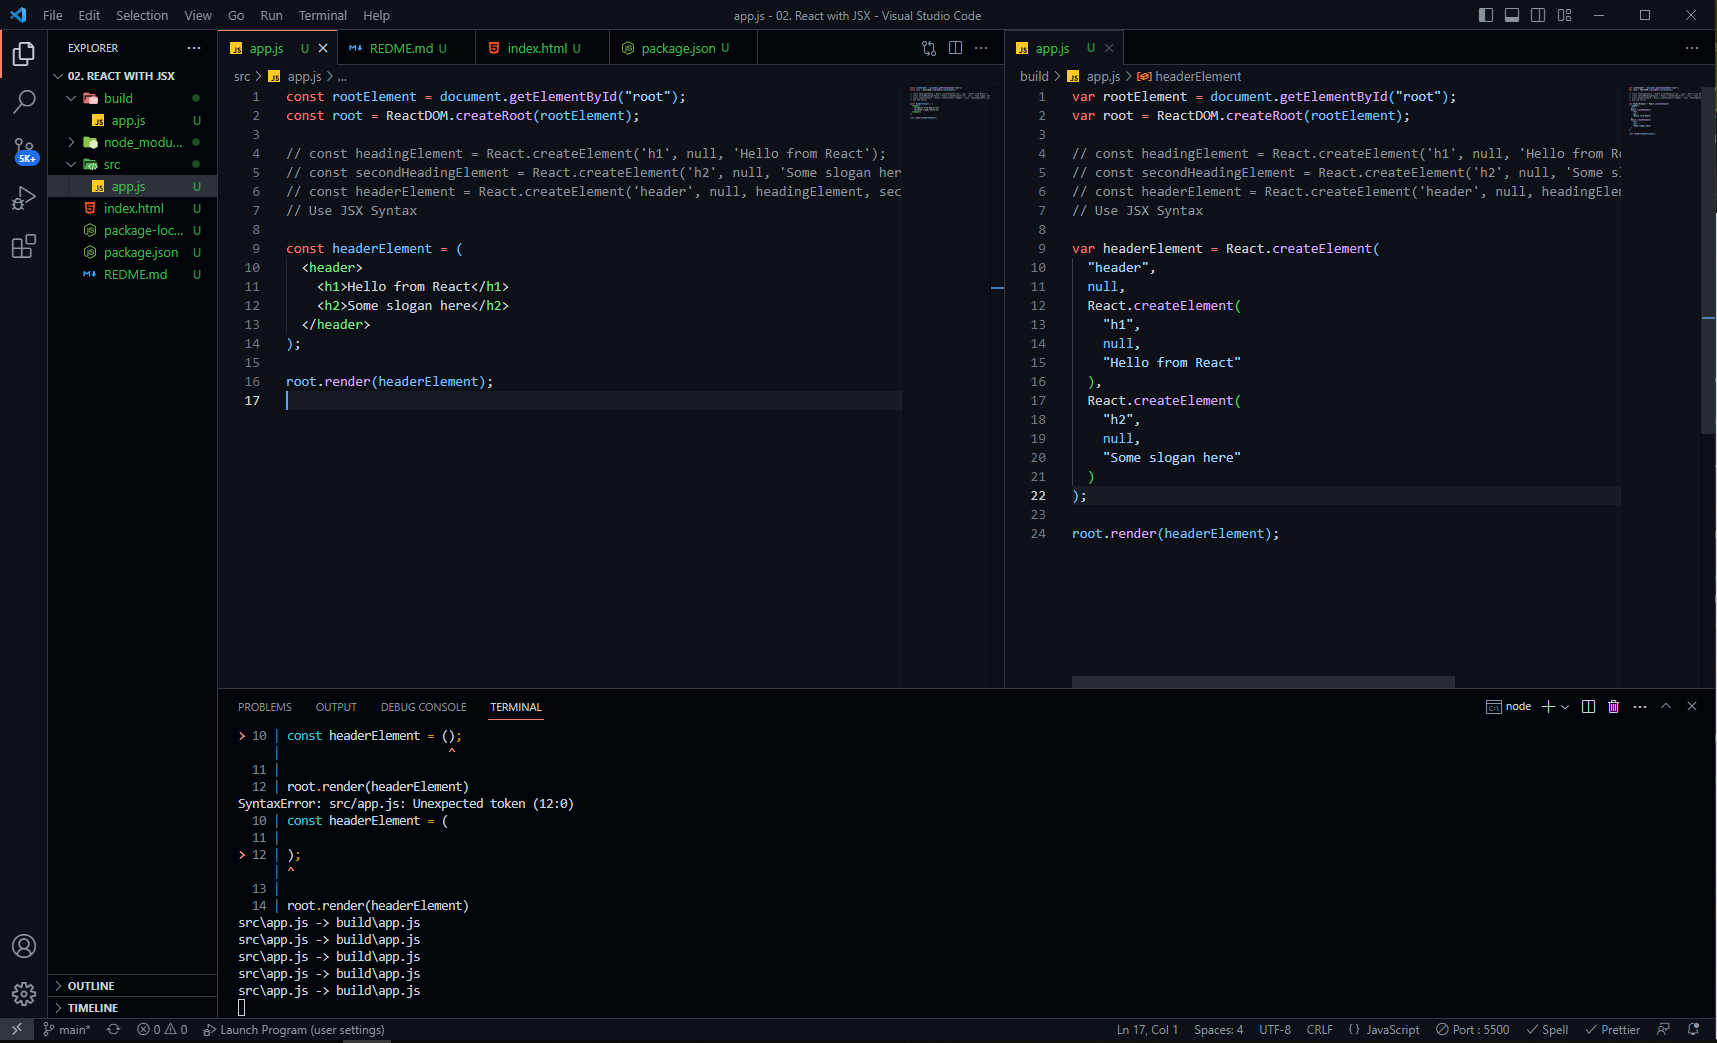 File Edit Selection View Go Run Terminal Help
app.js - 02. React with JSX - Visual Studio Code
EXPLORER
02. REACT WITH JSX
build
app.js U
node_modu...
src
app.js U
index.html U
package-loc... U
package.json U
REDME.md U
OUTLINE
TIMELINE
5K+
app.js U
REDME.md U
index.html U
package.json U
src > app.js > ...
1 const rootElement = document.getElementById("root");
2 const root = ReactDOM.createRoot(rootElement);
3
4 // const headingElement = React.createElement('h1', null, 'Hello from React');
5 // const secondHeadingElement = React.createElement('h2', null, 'Some slogan her
6 // const headerElement = React.createElement('header', null, headingElement, sec
7 // Use JSX Syntax
8
9 const headerElement = (
10 <header>
11 <h1>Hello from React</h1>
12 <h2>Some slogan here</h2>
13 </header>
14 );
15
16 root.render(headerElement);
17
app.js U
build > app.js > headerElement
1 var rootElement = document.getElementById("root");
2 var root = ReactDOM.createRoot(rootElement);
3
4 // const headingElement = React.createElement('h1', null, 'Hello from Re
5 // const secondHeadingElement = React.createElement('h2', null, 'Some sl
6 // const headerElement = React.createElement('header', null, headingElem
7 // Use JSX Syntax
8
9 var headerElement = React.createElement(
10 "header",
11 null,
12 React.createElement(
13 "h1",
14 null,
15 "Hello from React"
16 ),
17 React.createElement(
18 "h2",
19 null,
20 "Some slogan here"
21 )
22 );
23
24 root.render(headerElement);
PROBLEMS OUTPUT DEBUG CONSOLE TERMINAL
node
> 10 | const headerElement = ();
| ^
11 |
12 | root.render(headerElement)
SyntaxError: src/app.js: Unexpected token (12:0)
10 | const headerElement = (
11 |
> 12 | );
| ^
13 |
14 | root.render(headerElement)
src\app.js -> build\app.js
src\app.js -> build\app.js
src\app.js -> build\app.js
src\app.js -> build\app.js
src\app.js -> build\app.js
main* 0 0 Launch Program (user settings)
Ln 17, Col 1 Spaces: 4 UTF-8 CRLF {} JavaScript Port : 5500 Spell Prettier